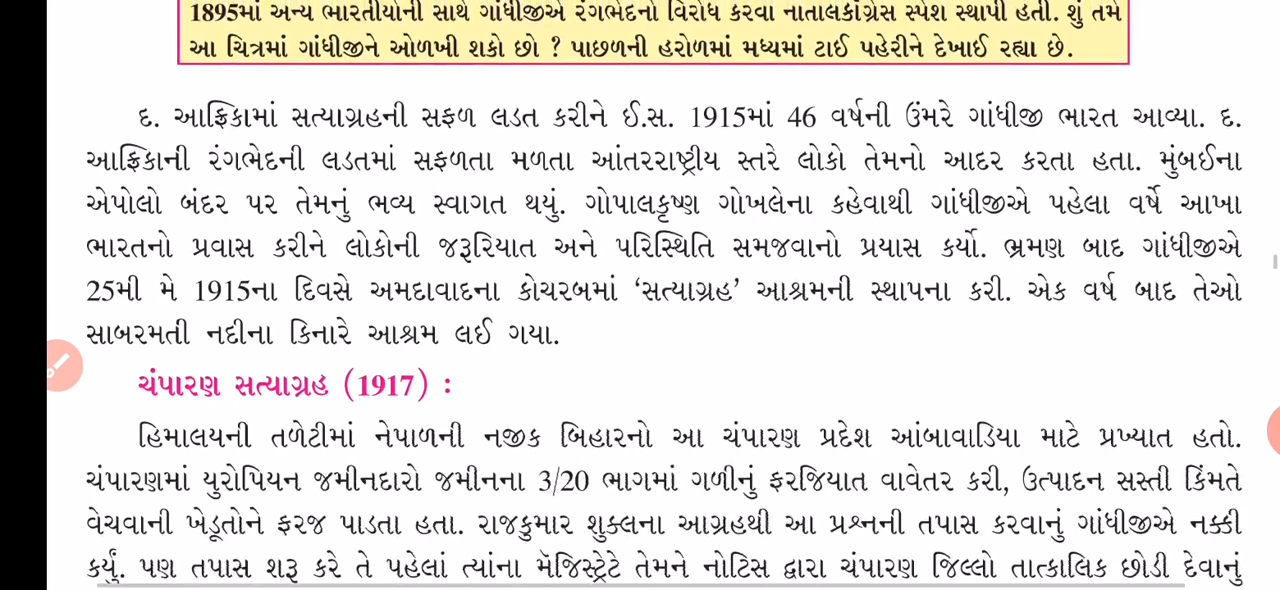 1895માં અન્ય ભારતીયોની સાથે ગાંધીજીએ રંગભેદનો વિરોધ કરવા નાતાલકોંગ્રેસ સ્પેશ સ્થાપી હતી. શું તમે
આ ચિત્રમાં ગાંધીજીને ઓળખી શકો છો ? પાછળની હરોળમાં મધ્યમાં ટાઈ પહેરીને દેખાઈ રહ્યા છે.
દ. આફ્રિકામાં સત્યાગ્રહની સફળ લડત કરીને ઈ.સ. 1915માં 46 વર્ષની ઉંમરે ગાંધીજી ભારત આવ્યા. દ.
આફ્રિકાની રંગભેદની લડતમાં સફળતા મળતા આંતરરાષ્ટ્રીય સ્તરે લોકો તેમનો આદર કરતા હતા. મુંબઈના
એપોલો બંદર પર તેમનું ભવ્ય સ્વાગત થયું. ગોપાલકૃષ્ણ ગોખલેના કહેવાથી ગાંધીજીએ પહેલા વર્ષે આખા
ભારતનો પ્રવાસ કરીને લોકોની જરૂરિયાત અને પરિસ્થિતિ સમજવાનો પ્રયાસ કર્યો. ભ્રમણ બાદ ગાંધીજીએ
25મી મે 1915ના દિવસે અમદાવાદના કોચરબમાં ‘સત્યાગ્રહ’ આશ્રમની સ્થાપના કરી. એક વર્ષ બાદ તેઓ
સાબરમતી નદીના કિનારે આશ્રમ લઈ ગયા.
ચંપારણ સત્યાગ્રહ (1917) :
હિમાલયની તળેટીમાં નેપાળની નજીક બિહારનો આ ચંપારણ પ્રદેશ આંબાવાડિયા માટે પ્રખ્યાત હતો.
ચંપારણમાં યુરોપિયન જમીનદારો જમીનના 3/20 ભાગમાં ગળીનું ફરજિયાત વાવેતર કરી, ઉત્પાદન સસ્તી કિંમતે
વેચવાની ખેડૂતોને ફરજ પાડતા હતા. રાજકુમાર શુક્લના આગ્રહથી આ પ્રશ્નની તપાસ કરવાનું ગાંધીજીએ નક્કી
કર્યું. પણ તપાસ શરૂ કરે તે પહેલાં ત્યાંના મૅજિસ્ટ્રેટે તેમને નોટિસ દ્વારા ચંપારણ જિલ્લો તાત્કાલિક છોડી દેવાનું